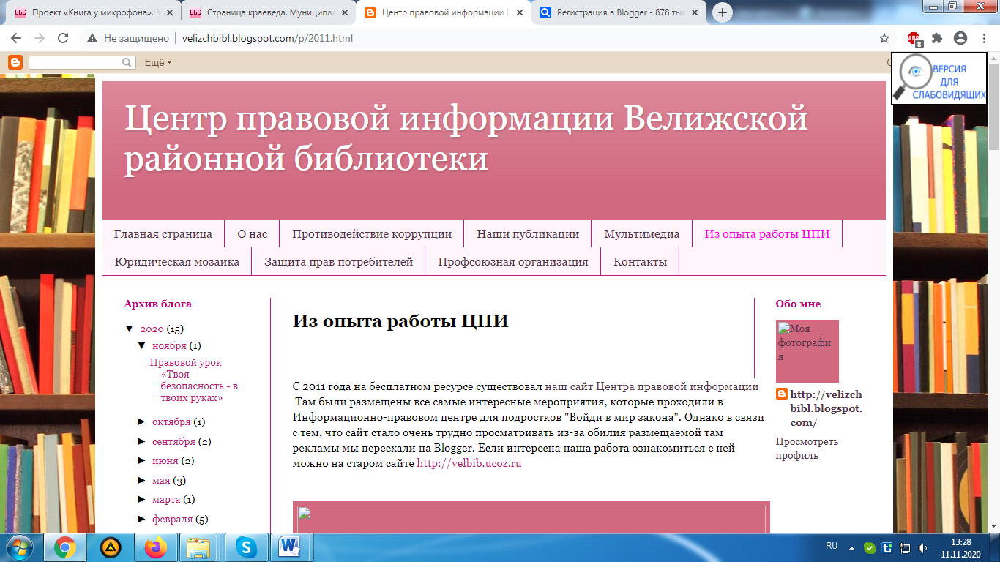 Проект «Книга у микрофона». М
Страница краеведа. Муниципал
Центр правовой информации В
Регистрация в Blogger - 878 тыс
Не защищено
velizchbibl.blogspot.com/p/2011.html
ABP
8
Ещё
ВЕРСИЯ
ДЛЯ
СЛАБОВИДЯЩИХ
Центр правовой информации Велижской
районной библиотеки
Главная страница
О нас
Противодействие коррупции
Наши публикации
Мультимедиа
Из опыта работы ЦПИ
Юридическая мозаика
Защита прав потребителей
Профсоюзная организация
Контакты
Архив блога
▼ 2020 (15)
▼ ноября (1)
Правовой урок
«Твоя
безопасность - в
твоих руках»
► октября (1)
► сентября (2)
► июня (2)
► мая (3)
► марта (1)
► февраля (5)
Из опыта работы ЦПИ
С 2011 года на бесплатном ресурсе существовал наш сайт Центра правовой информации
Там были размещены все самые интересные мероприятия, которые проходили в
Информационно-правовом центре для подростков "Войди в мир закона". Однако в связи
с тем, что сайт стало очень трудно просматривать из-за обилия размещаемой там
рекламы мы переехали на Blogger. Если интересна наша работа ознакомиться с ней
можно на старом сайте http://velbib.ucoz.ru
Обо мне
Моя
фотографи
я
http://velizch
bibl.blogspot.
com/
Просмотреть
профиль
RU
13:28
11.11.2020